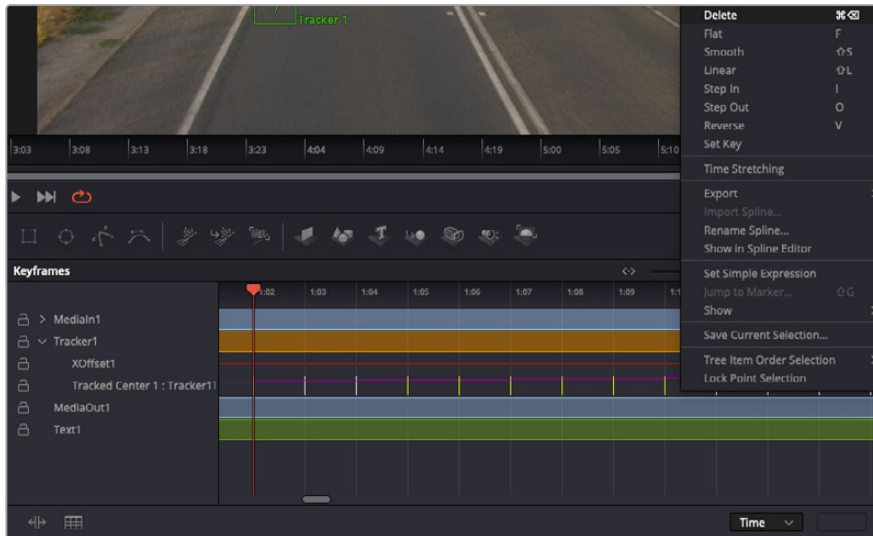 Tracker 1
Delete ⌘⌫
Flat F
Smooth ⇧S
Linear ⇧L
Step In I
Step Out O
Reverse V
Set Key
Time Stretching
Export
Import Spline...
Rename Spline...
Show in Spline Editor
Set Simple Expression
Jump to Marker... ⇧G
Show
Save Current Selection...
Tree Item Order Selection
Lock Point Selection
3:03 3:08 3:13 3:18 3:23 4:04 4:09 4:14 4:19 5:00 5:05 5:10
Keyframes
1:02 1:03 1:04 1:05 1:06 1:07 1:08 1:09
MediaIn1
Tracker1
XOffset1
Tracked Center 1 : Tracker1
MediaOut1
Text1
Time